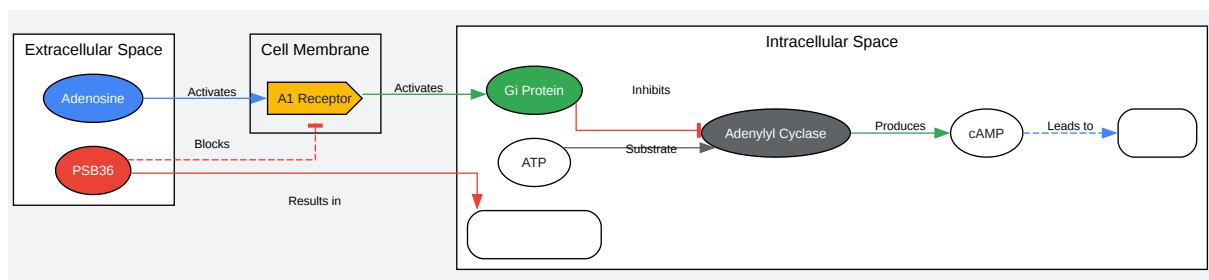 Extracellular Space
Cell Membrane
Intracellular Space
Adenosine
Activates
A1 Receptor
Activates
Gi Protein
Inhibits
Adenylyl Cyclase
Produces
cAMP
Leads to
Blocks
PSB36
ATP
Substrate
Results in